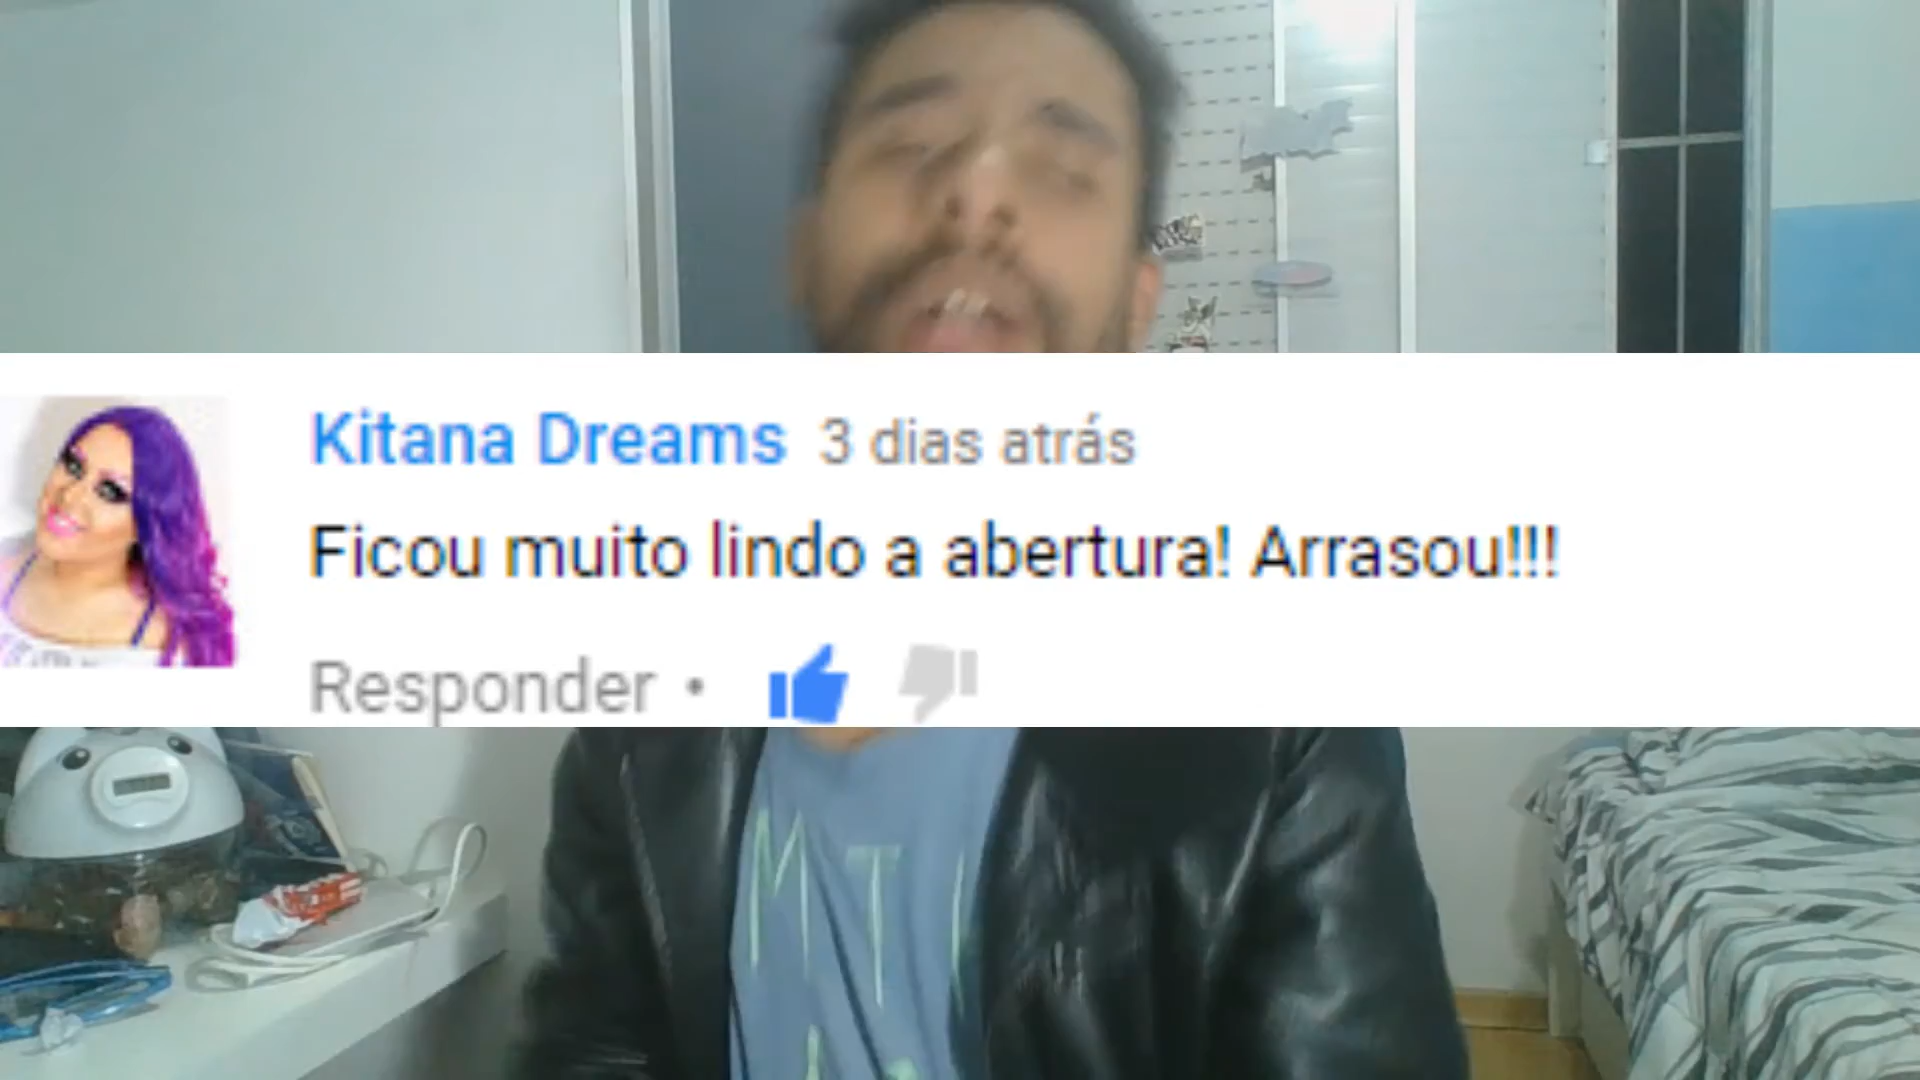 Kitana Dreams 3 dias atrás
Ficou muito lindo a abertura! Arrasou!!!
Responder •
M T